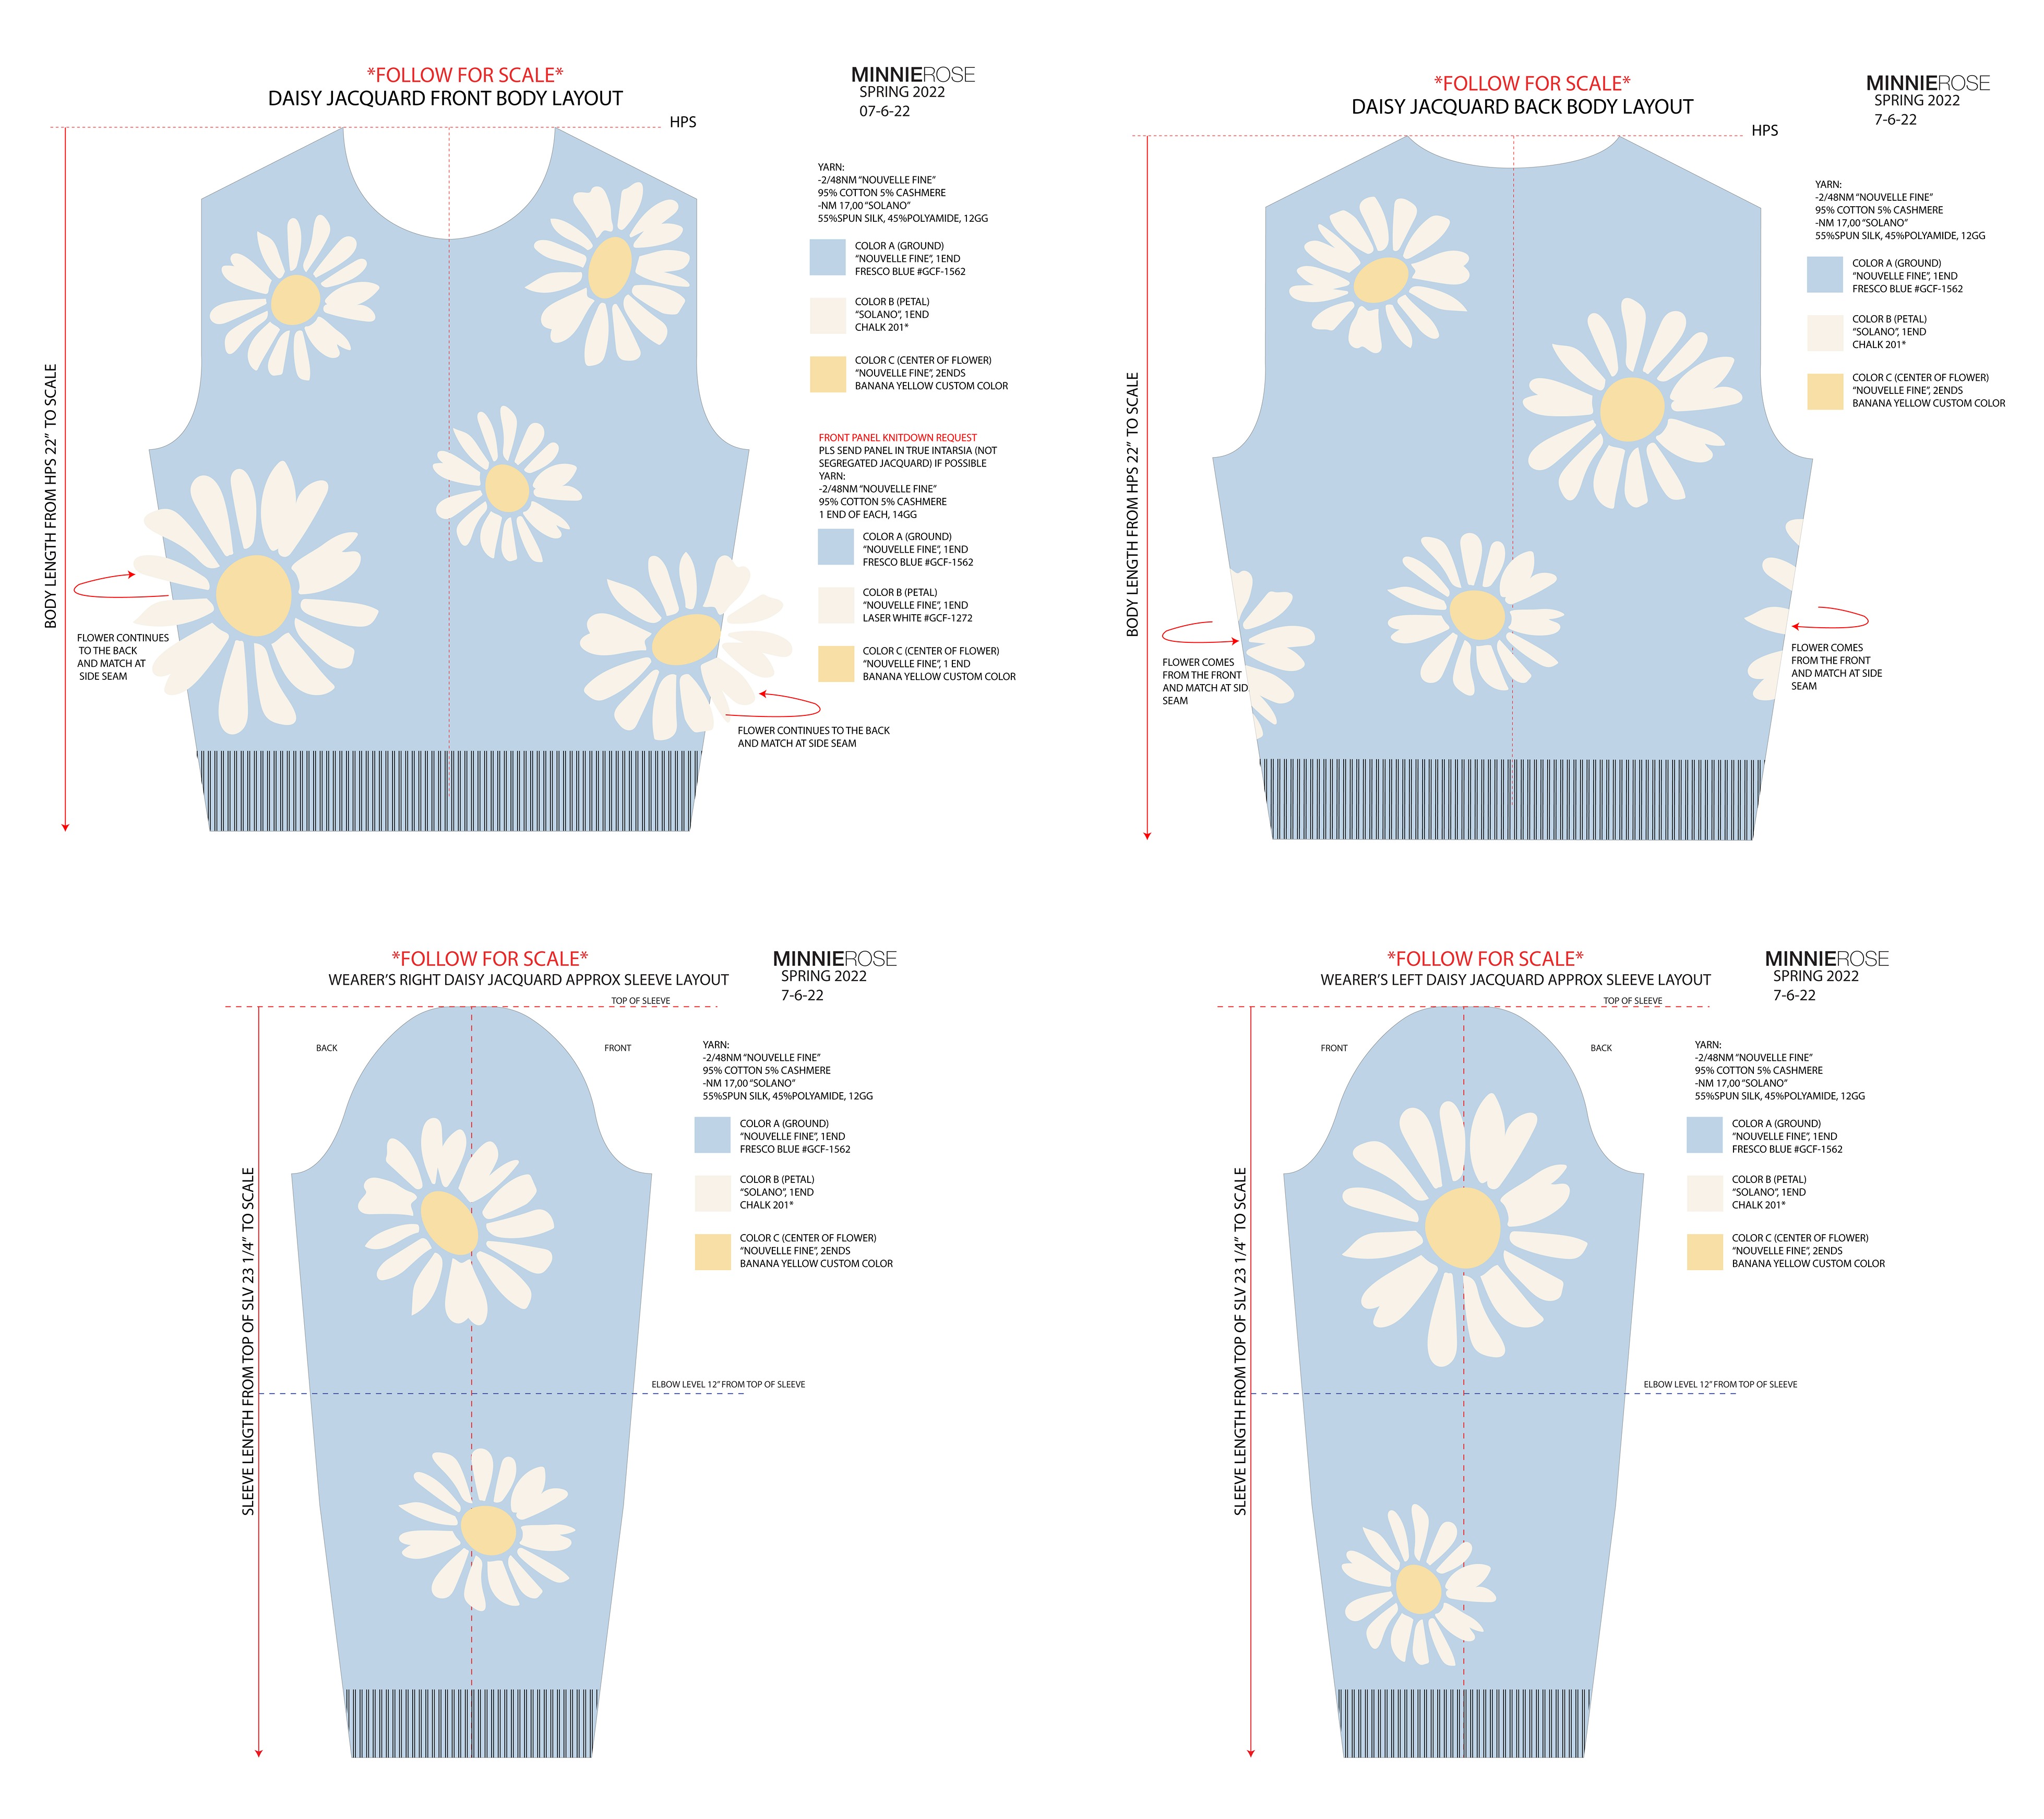 *FOLLOW FOR SCALE*
DAISY JACQUARD FRONT BODY LAYOUT
MINNIEROSE
SPRING 2022
07-6-22
HPS
BODY LENGTH FROM HPS 22" TO SCALE
YARN:
-2/48NM "NOUVELLE FINE"
95% COTTON 5% CASHMERE
-NM 17,00 "SOLANO"
55%SPUN SILK, 45%POLYAMIDE, 12GG
COLOR A (GROUND)
"NOUVELLE FINE", 1END
FRESCO BLUE #GCF-1562
COLOR B (PETAL)
"SOLANO", 1END
CHALK 201*
COLOR C (CENTER OF FLOWER)
"NOUVELLE FINE", 2ENDS
BANANA YELLOW CUSTOM COLOR
FRONT PANEL KNITDOWN REQUEST
PLS SEND PANEL IN TRUE INTARSIA (NOT
SEGREGATED JACQUARD) IF POSSIBLE
YARN:
-2/48NM "NOUVELLE FINE"
95% COTTON 5% CASHMERE
1 END OF EACH, 14GG
COLOR A (GROUND)
"NOUVELLE FINE", 1END
FRESCO BLUE #GCF-1562
COLOR B (PETAL)
"NOUVELLE FINE", 1END
LASER WHITE #GCF-1272
COLOR C (CENTER OF FLOWER)
"NOUVELLE FINE", 1 END
BANANA YELLOW CUSTOM COLOR
FLOWER CONTINUES
TO THE BACK
AND MATCH AT
SIDE SEAM
FLOWER CONTINUES TO THE BACK
AND MATCH AT SIDE SEAM
*FOLLOW FOR SCALE*
DAISY JACQUARD BACK BODY LAYOUT
MINNIEROSE
SPRING 2022
7-6-22
HPS
BODY LENGTH FROM HPS 22" TO SCALE
YARN:
-2/48NM "NOUVELLE FINE"
95% COTTON 5% CASHMERE
-NM 17,00 "SOLANO"
55%SPUN SILK, 45%POLYAMIDE, 12GG
COLOR A (GROUND)
"NOUVELLE FINE", 1END
FRESCO BLUE #GCF-1562
COLOR B (PETAL)
"SOLANO", 1END
CHALK 201*
COLOR C (CENTER OF FLOWER)
"NOUVELLE FINE", 2ENDS
BANANA YELLOW CUSTOM COLOR
FLOWER COMES
FROM THE FRONT
AND MATCH AT SID
SEAM
FLOWER COMES
FROM THE FRONT
AND MATCH AT SIDE
SEAM
*FOLLOW FOR SCALE*
WEARER'S RIGHT DAISY JACQUARD APPROX SLEEVE LAYOUT
MINNIEROSE
SPRING 2022
7-6-22
TOP OF SLEEVE
BACK
FRONT
SLEEVE LENGTH FROM TOP OF SLV 23 1/4" TO SCALE
YARN:
-2/48NM "NOUVELLE FINE"
95% COTTON 5% CASHMERE
-NM 17,00 "SOLANO"
55%SPUN SILK, 45%POLYAMIDE, 12GG
COLOR A (GROUND)
"NOUVELLE FINE", 1END
FRESCO BLUE #GCF-1562
COLOR B (PETAL)
"SOLANO", 1END
CHALK 201*
COLOR C (CENTER OF FLOWER)
"NOUVELLE FINE", 2ENDS
BANANA YELLOW CUSTOM COLOR
ELBOW LEVEL 12" FROM TOP OF SLEEVE
*FOLLOW FOR SCALE*
WEARER'S LEFT DAISY JACQUARD APPROX SLEEVE LAYOUT
MINNIEROSE
SPRING 2022
7-6-22
TOP OF SLEEVE
FRONT
BACK
SLEEVE LENGTH FROM TOP OF SLV 23 1/4" TO SCALE
YARN:
-2/48NM "NOUVELLE FINE"
95% COTTON 5% CASHMERE
-NM 17,00 "SOLANO"
55%SPUN SILK, 45%POLYAMIDE, 12GG
COLOR A (GROUND)
"NOUVELLE FINE", 1END
FRESCO BLUE #GCF-1562
COLOR B (PETAL)
"SOLANO", 1END
CHALK 201*
COLOR C (CENTER OF FLOWER)
"NOUVELLE FINE", 2ENDS
BANANA YELLOW CUSTOM COLOR
ELBOW LEVEL 12" FROM TOP OF SLEEVE